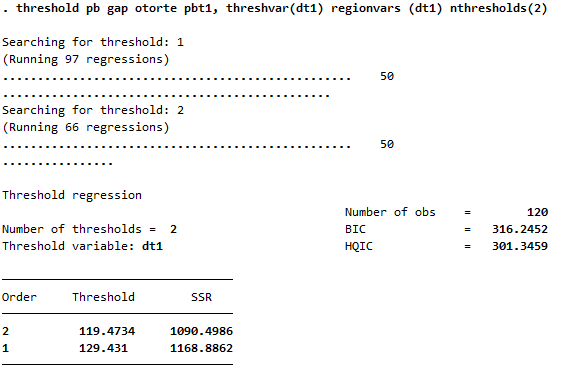 . threshold pb gap otorte pbt1, threshvar(dt1) regionvars (dt1) nthresholds(2)
Searching for threshold: 1
(Running 97 regressions)
..................................................    50
...............................................
Searching for threshold: 2
(Running 66 regressions)
..................................................    50
................
Threshold regression
Number of obs = 120
Number of thresholds = 2 BIC = 316.2452
Threshold variable: dt1 HQIC = 301.3459
Order Threshold SSR
2 119.4734 1090.4986
1 129.431 1168.8862